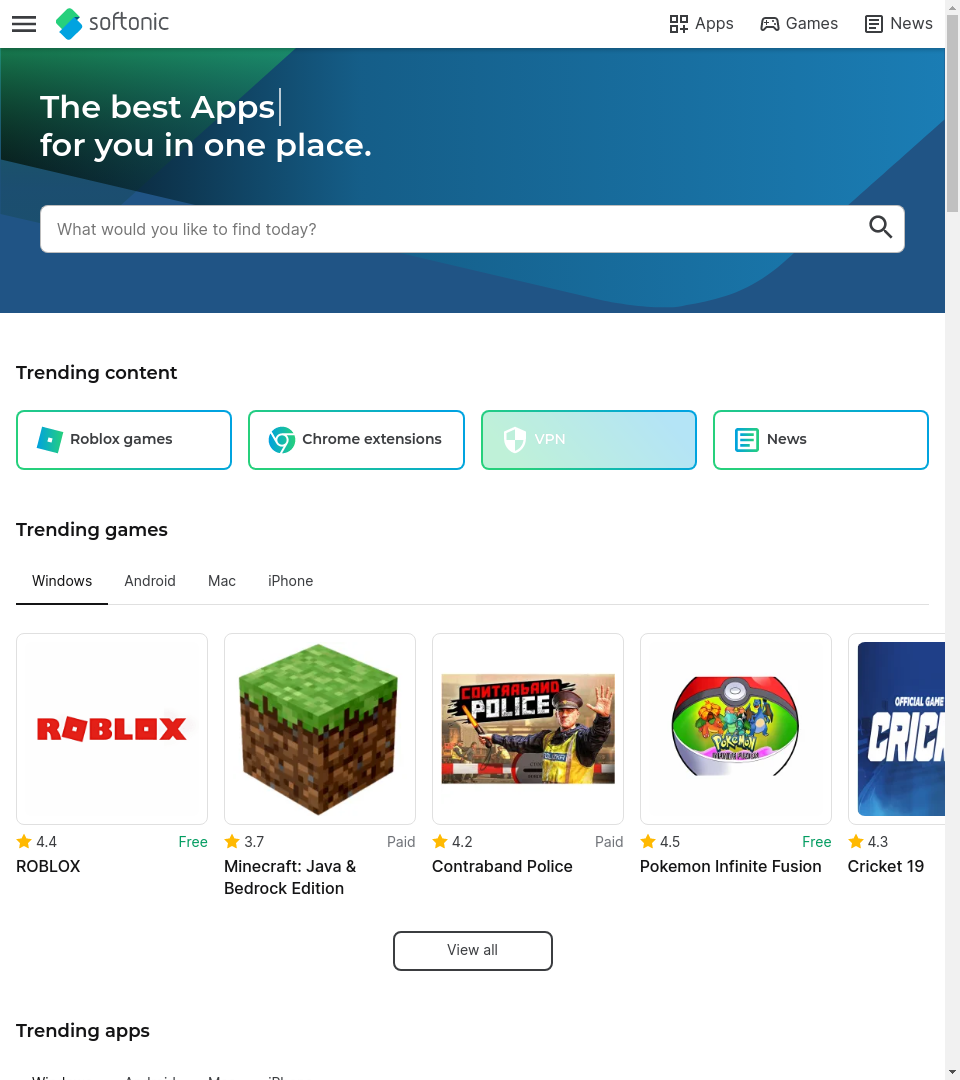 softonic
Apps
Games
News
The best Apps
for you in one place.
What would you like to find today?
Trending content
Roblox games
Chrome extensions
VPN
News
Trending games
Windows
Android
Mac
iPhone
ROBLOX
CONTRABAND
POLICE
POKéMON
OFFICIAL GAME
4.4
Free
3.7
Paid
4.2
Paid
4.5
Free
4.3
ROBLOX
Minecraft: Java &
Bedrock Edition
Contraband Police
Pokemon Infinite Fusion
Cricket 19
View all
Trending apps